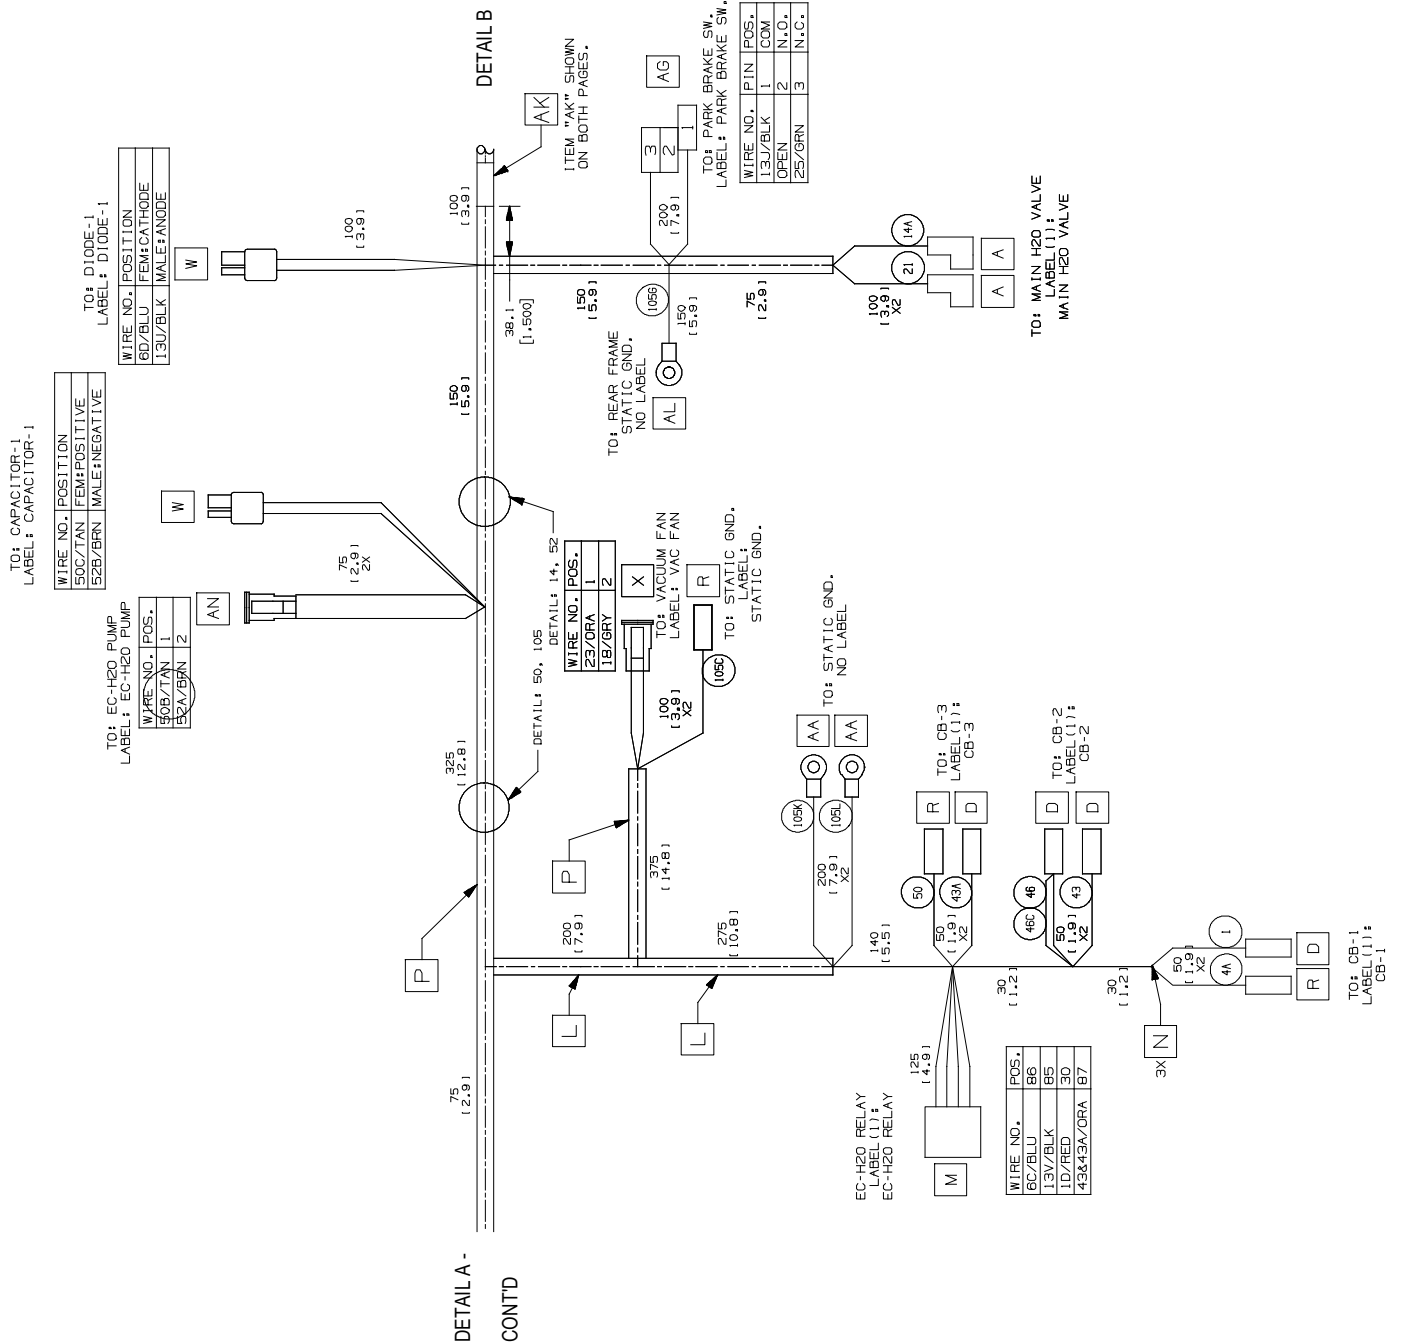 TO: CAPACITOR-1
LABEL: CAPACITOR-1
WIRE NO. POSITION
50C/TAN FEM:POSITIVE
52B/BRN MALE:NEGATIVE
TO: DIODE-1
LABEL: DIODE-1
WIRE NO. POSITION
6D/BLU FEM:CATHODE
13U/BLK MALE:ANODE
TO: EC-H2O PUMP
LABEL: EC-H2O PUMP
WIRE NO. POS.
50B/TAN 1
52A/BRN 2
AN
W
W
75
[2.9]
2X
100
[3.9]
DETAIL A -
CONT'D
75
[2.9]
P
325
[12.8]
150
[5.9]
100
[3.9]
DETAIL B
AK
ITEM "AK" SHOWN
ON BOTH PAGES.
38.1
[1.500]
DETAIL: 50, 105
DETAIL: 14, 52
L
200
[7.9]
P
375
[14.8]
WIRE NO. POS.
23/ORA 1
18/GRY 2
X
TO: VACUUM FAN
LABEL: VAC FAN
100
[3.9]
X2
105C
R
TO: STATIC GND.
LABEL:
STATIC GND.
L
275
[10.8]
200
[7.9]
X2
105K
105L
AA
AA
TO: STATIC GND.
NO LABEL
150
[5.9]
TO: REAR FRAME
STATIC GND.
NO LABEL
AL
105G
150
[5.9]
200
[7.9]
3
2
1
AG
TO: PARK BRAKE SW.
LABEL: PARK BRAKE SW.
WIRE NO. PIN POS.
13J/BLK 1 COM
OPEN 2 N.O.
25/GRN 3 N.C.
75
[2.9]
100
[3.9]
X2
21
14A
A
A
TO: MAIN H2O VALVE
LABEL(1):
MAIN H2O VALVE
140
[5.5]
EC-H2O RELAY
LABEL(1):
EC-H2O RELAY
M
125
[4.9]
WIRE NO. POS.
6C/BLU 86
13V/BLK 85
1D/RED 30
43&43A/ORA 87
50
43A
50
[1.9]
X2
R
D
TO: CB-3
LABEL(1):
CB-3
30
[1.2]
46C
46
43
50
[1.9]
X2
D
D
TO: CB-2
LABEL(1):
CB-2
30
[1.2]
3X
N
50
[1.9]
X2
4A
1
R
D
TO: CB-1
LABEL(1):
CB-1